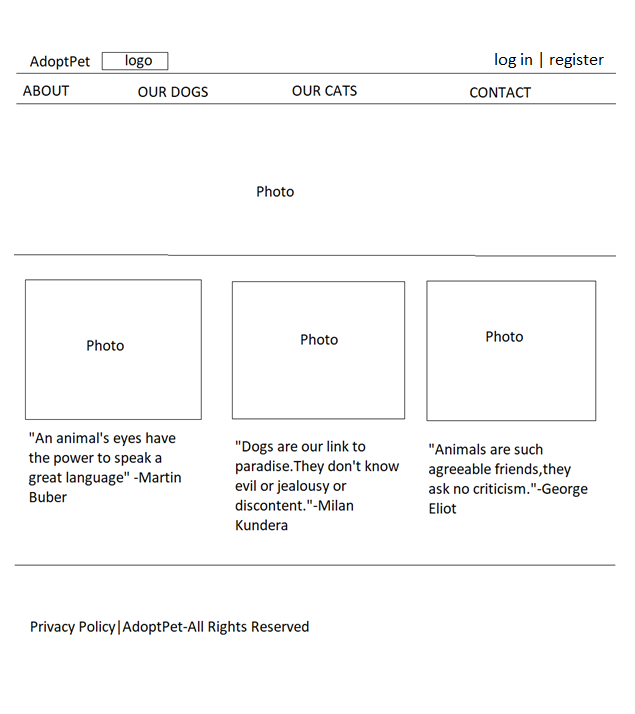 AdoptPet logo log in | register
ABOUT OUR DOGS OUR CATS CONTACT
Photo
Photo
Photo
Photo
"An animal's eyes have
the power to speak a
great language" -Martin
Buber
"Dogs are our link to
paradise.They don't know
evil or jealousy or
discontent."-Milan
Kundera
"Animals are such
agreeable friends,they
ask no criticism."-George
Eliot
Privacy Policy|AdoptPet-All Rights Reserved